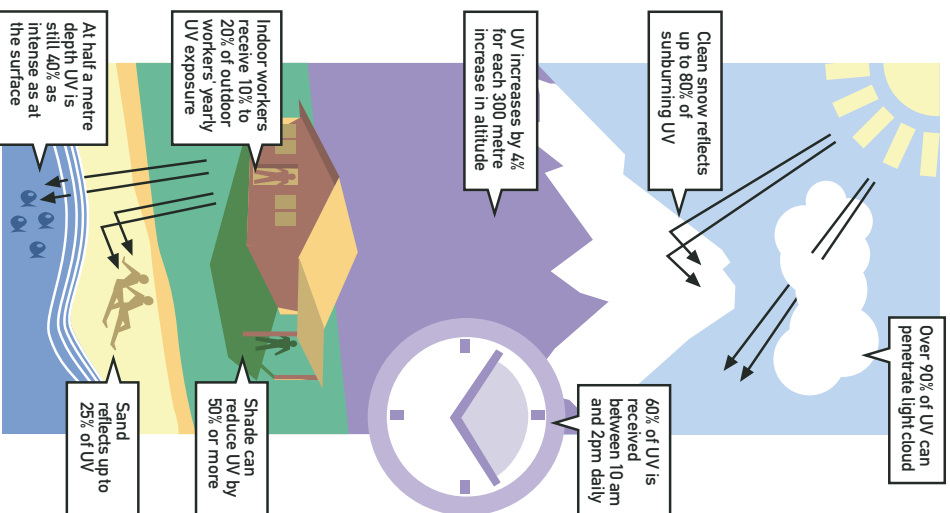 Over 90% of UV can
penetrate light cloud
Clean snow reflects
up to 80% of
sunburning UV
60% of UV is
received
between 10 am
and 2pm daily
UV increases by 4%
for each 300 metre
increase in altitude
Indoor workers
receive 10% to
20% of outdoor
workers' yearly
UV exposure
Shade can
reduce UV by
50% or more
At half a metre
depth UV is
still 40% as
intense as at
the surface
Sand
reflects up to
25% of UV